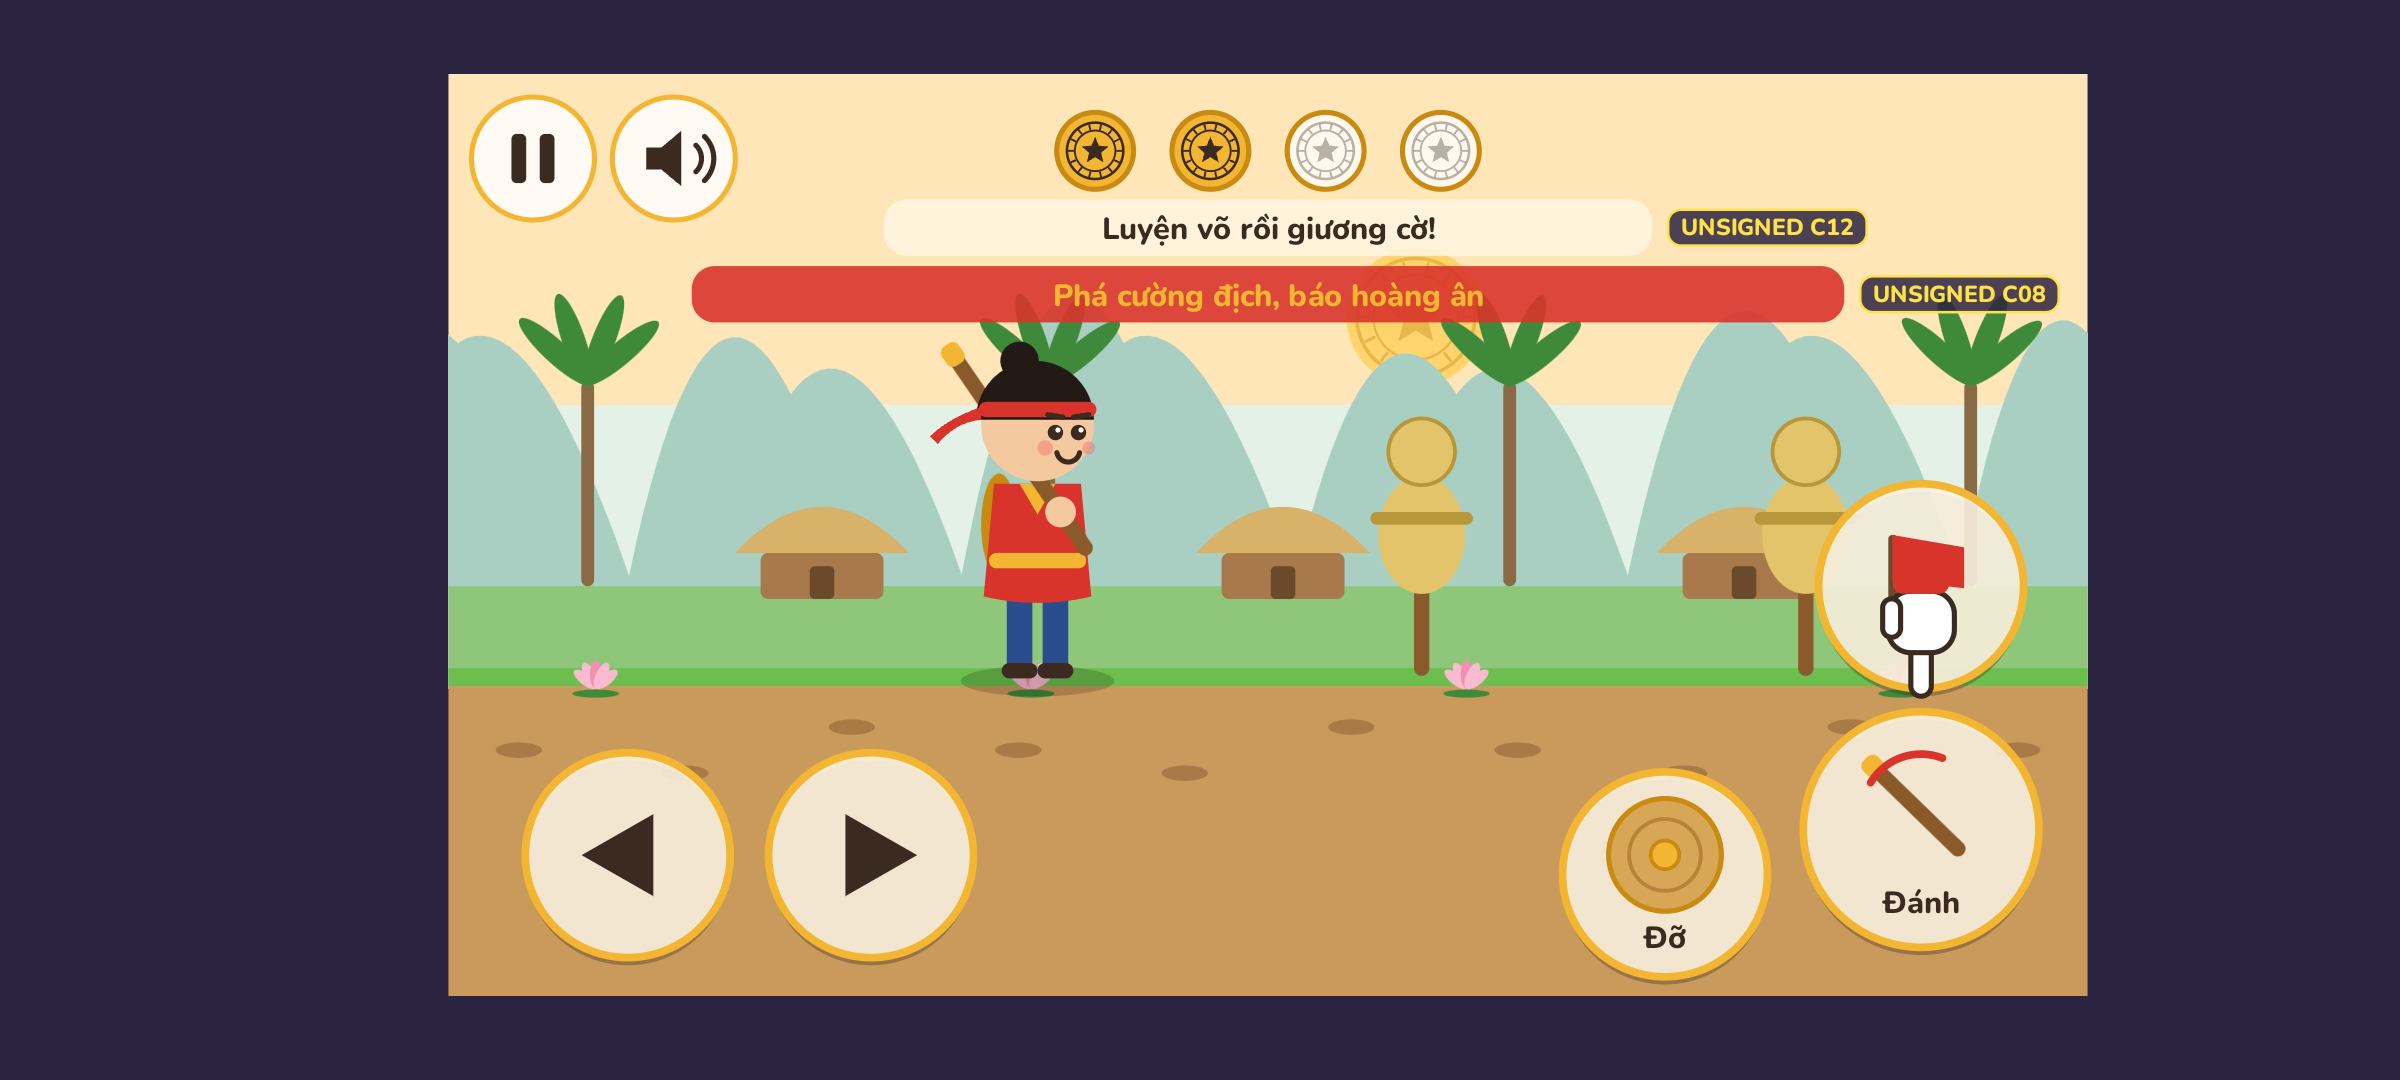 Luyện võ rồi giương cờ!
UNSIGNED C12
Phá cường địch, báo hoàng ân
UNSIGNED C08
Đánh
Đỡ